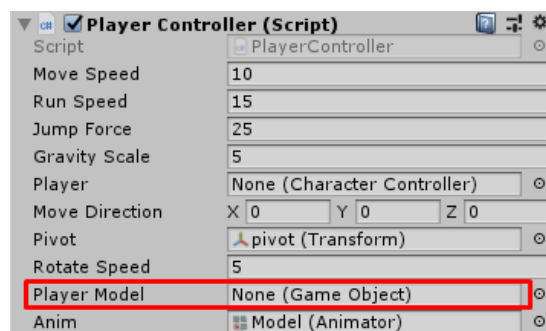 Player Controller (Script)
Script PlayerController
Move Speed 10
Run Speed 15
Jump Force 25
Gravity Scale 5
Player None (Character Controller)
Move Direction X 0 Y 0 Z 0
Pivot pivot (Transform)
Rotate Speed 5
Player Model None (Game Object)
Anim Model (Animator)